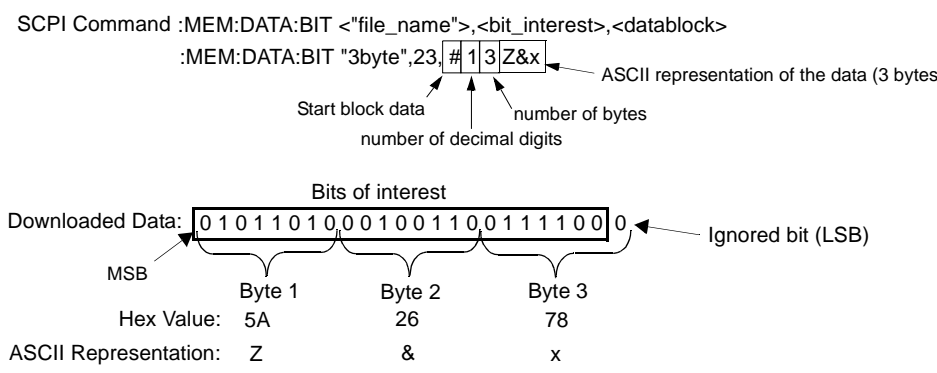 SCPI Command :MEM:DATA:BIT <"file_name">,<bit_interest>,<datablock>
:MEM:DATA:BIT "3byte",23, # 1 3 Z&x
ASCII representation of the data (3 bytes
Start block data
number of bytes
number of decimal digits
Bits of interest
Downloaded Data: 0 1 0 1 1 0 1 0 0 0 1 0 0 1 1 0 0 1 1 1 1 0 0 0
Ignored bit (LSB)
MSB
Byte 1 Byte 2 Byte 3
Hex Value: 5A 26 78
ASCII Representation: Z & x